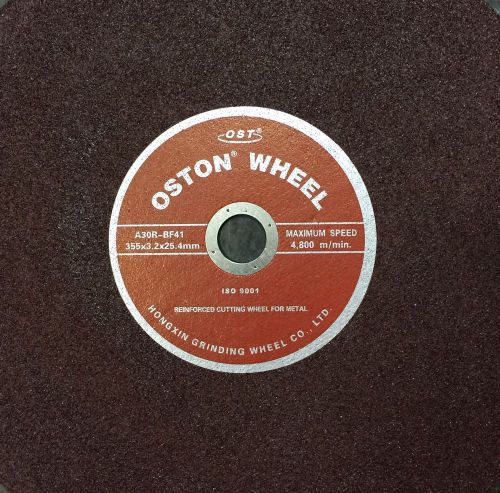 OST®
OSTON® WHEEL
A30R-BF41
355x3.2x25.4mm
MAXIMUM SPEED
4,800 m/min.
ISO 9001
REINFORCED CUTTING WHEEL FOR METAL
HONGXIN GRINDING WHEEL CO., LTD.